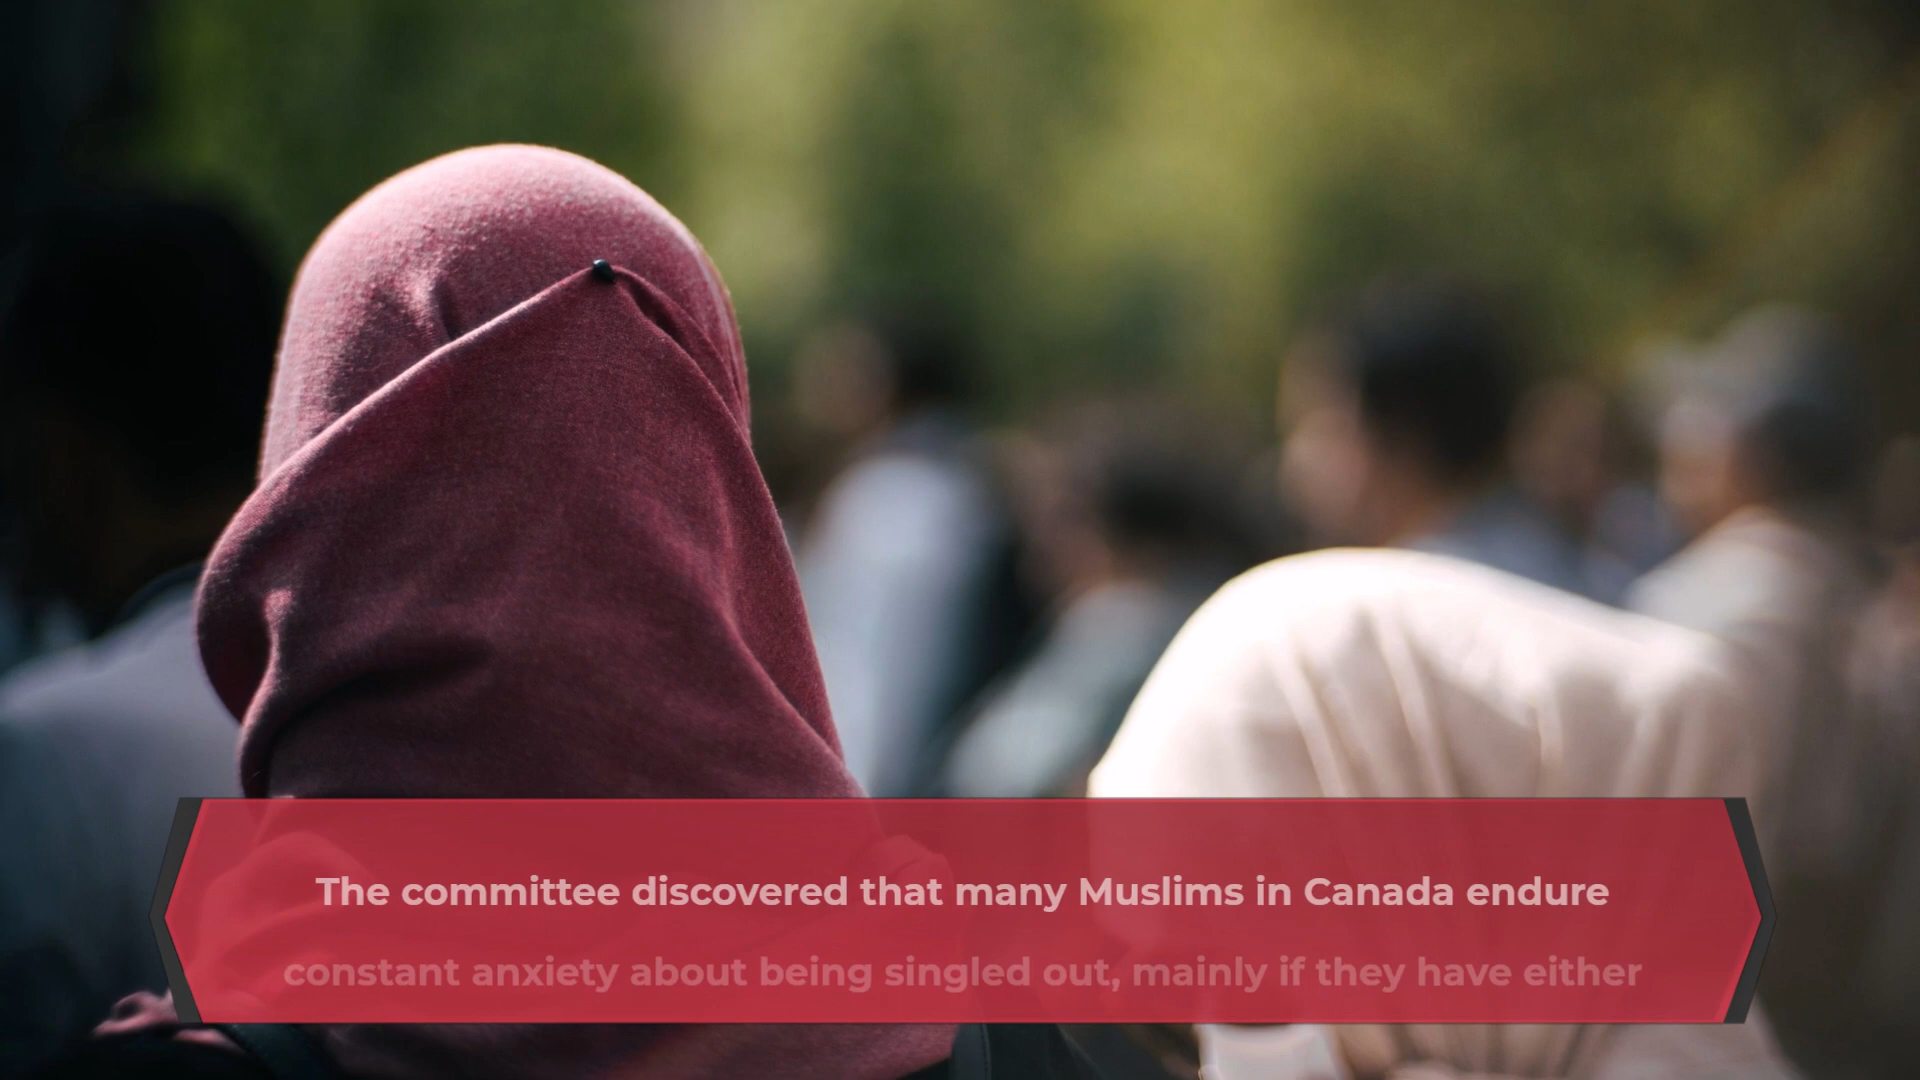 The committee discovered that many Muslims in Canada endure
constant anxiety about being singled out, mainly if they have either